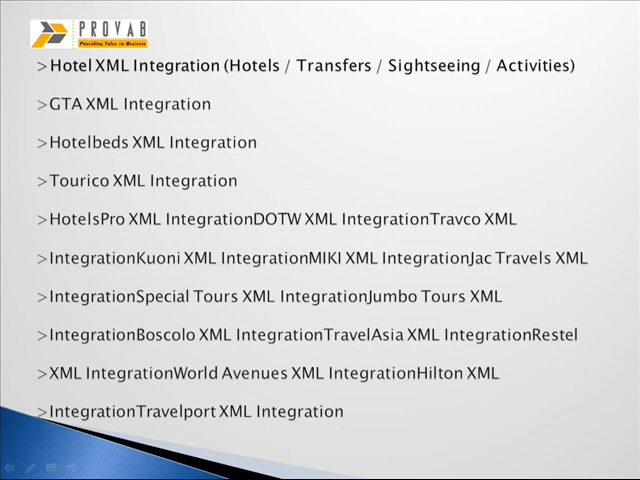 PROVAB
Providing Value to Business
>Hotel XML Integration (Hotels / Transfers / Sightseeing / Activities)
>GTA XML Integration
>Hotelbeds XML Integration
>Tourico XML Integration
>HotelsPro XML IntegrationDOTW XML IntegrationTravco XML
>IntegrationKuoni XML IntegrationMIKI XML IntegrationJac Travels XML
>IntegrationSpecial Tours XML IntegrationJumbo Tours XML
>IntegrationBoscolo XML IntegrationTravelAsia XML IntegrationRestel
>XML IntegrationWorld Avenues XML IntegrationHilton XML
>IntegrationTravelport XML Integration